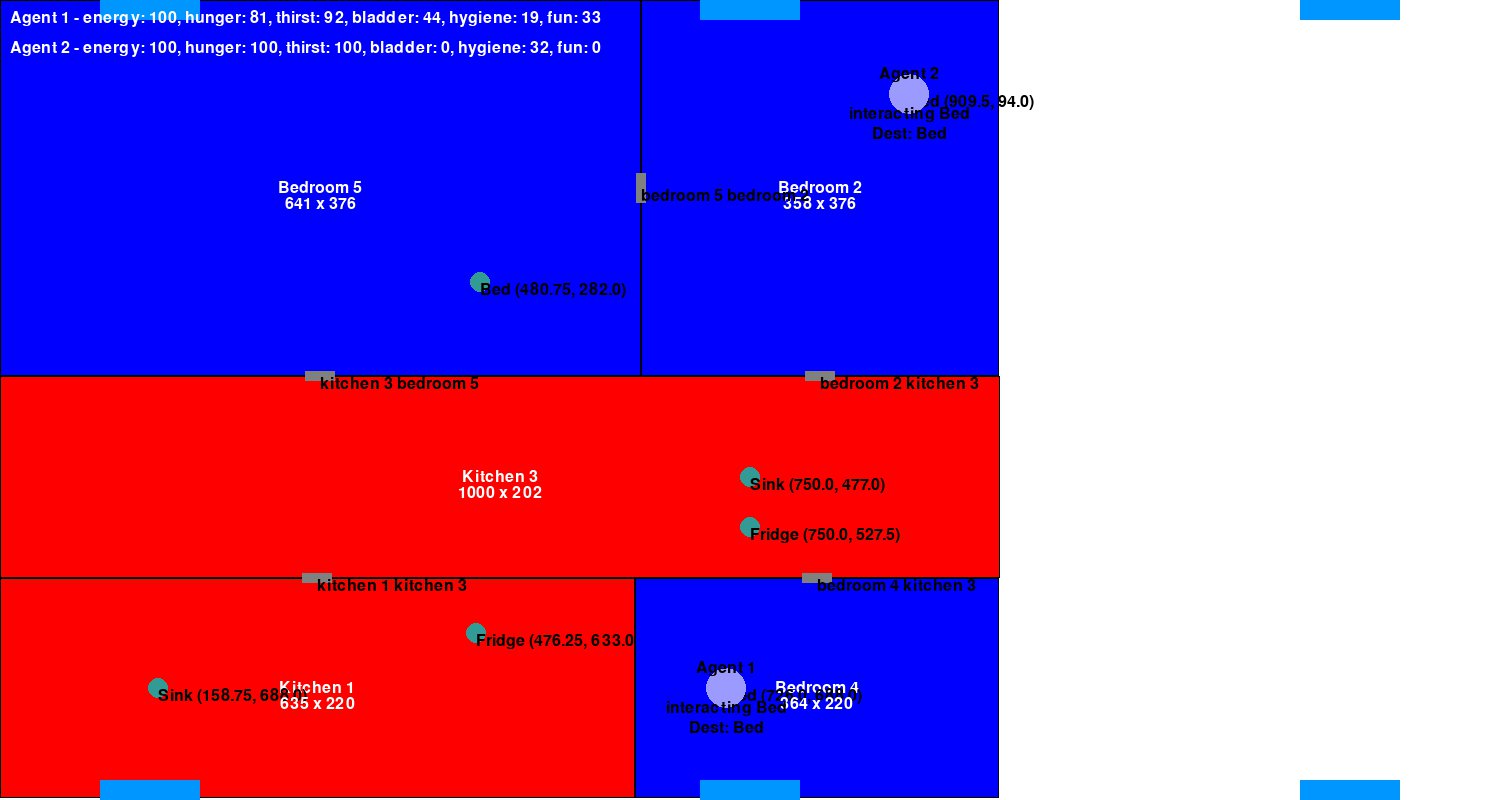 Agent 1 - energy: 100, hunger: 81, thirst: 92, bladder: 44, hygiene: 19, fun: 33
Agent 2 - energy: 100, hunger: 100, thirst: 100, bladder: 0, hygiene: 32, fun: 0
Agent 2
(909.5, 94.0)
interacting Bed
Dest: Bed
Bedroom 5
641 x 376
bedroom 5 bedroom 2
Bedroom 2
358 x 376
Bed (480.75, 282.0)
kitchen 3 bedroom 5
bedroom 2 kitchen 3
Kitchen 3
1000 x 202
Sink (750.0, 477.0)
Fridge (750.0, 527.5)
kitchen 1 kitchen 3
bedroom 4 kitchen 3
Fridge (476.25, 633.0
Agent 1
Sink (158.75, 688.0)
Kitchen 1
635 x 220
Bedroom 4
364 x 220
interacting Bed
Dest: Bed